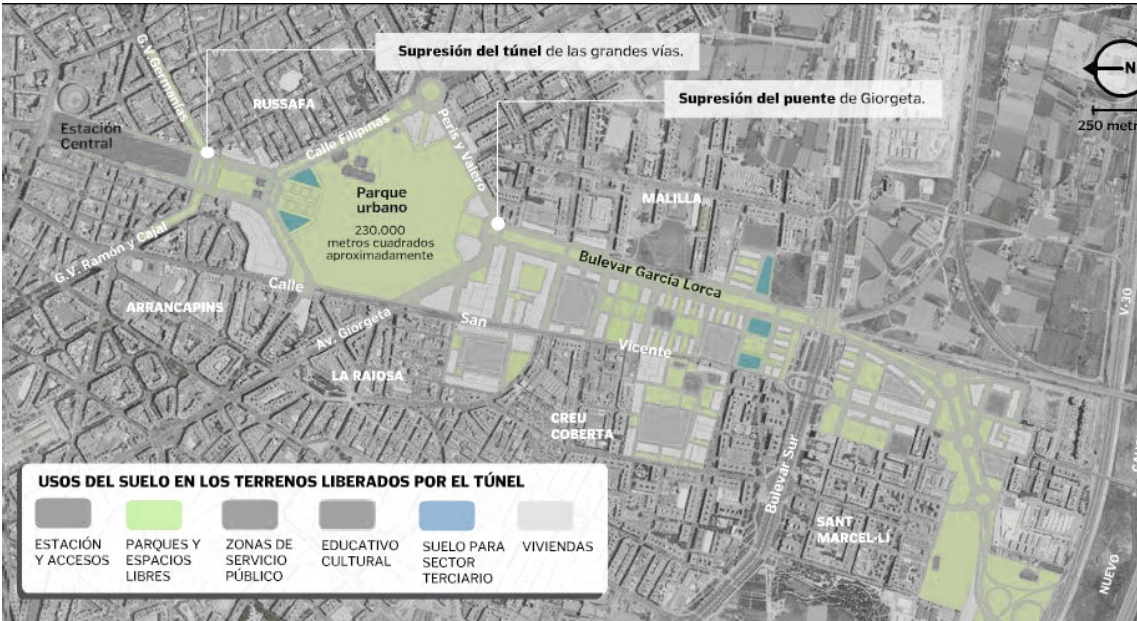 Supresión del túnel de las grandes vías.
Supresión del puente de Giorgeta.
N
250
G.V. Germanías
RUSSAFA
Estación
Central
Calle Filipinas
Peris y Valero
Parque
urbano
230.000
metros cuadrados
aproximadamente
MALILLA
G.V. Ramón y Cajal
ARRANCAPINS
Calle
San
Vicente
Av. Giorgeta
Bulevar García Lorca
V-30
LA RAIOSA
CREU
COBERTA
Bulevar Sur
SANT
MARCEL·LÍ
NUEVO
USOS DEL SUELO EN LOS TERRENOS LIBERADOS POR EL TÚNEL
ESTACIÓN
Y ACCESOS
PARQUES Y
ESPACIOS
LIBRES
ZONAS DE
SERVICIO
PÚBLICO
EDUCATIVO
CULTURAL
SUELO PARA
SECTOR
TERCIARIO
VIVIENDAS